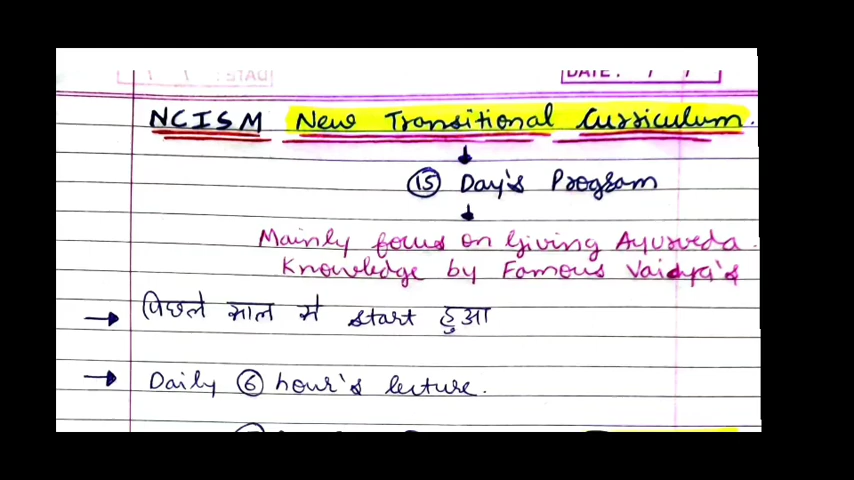 DATE: / /
NCISM New Transitional Curriculum.
15 Day's Program
Mainly focus on Giving Ayurveda
Knowledge by Famous Vaidya's
पिछले साल से start हुआ
Daily 6 hour's lecture.